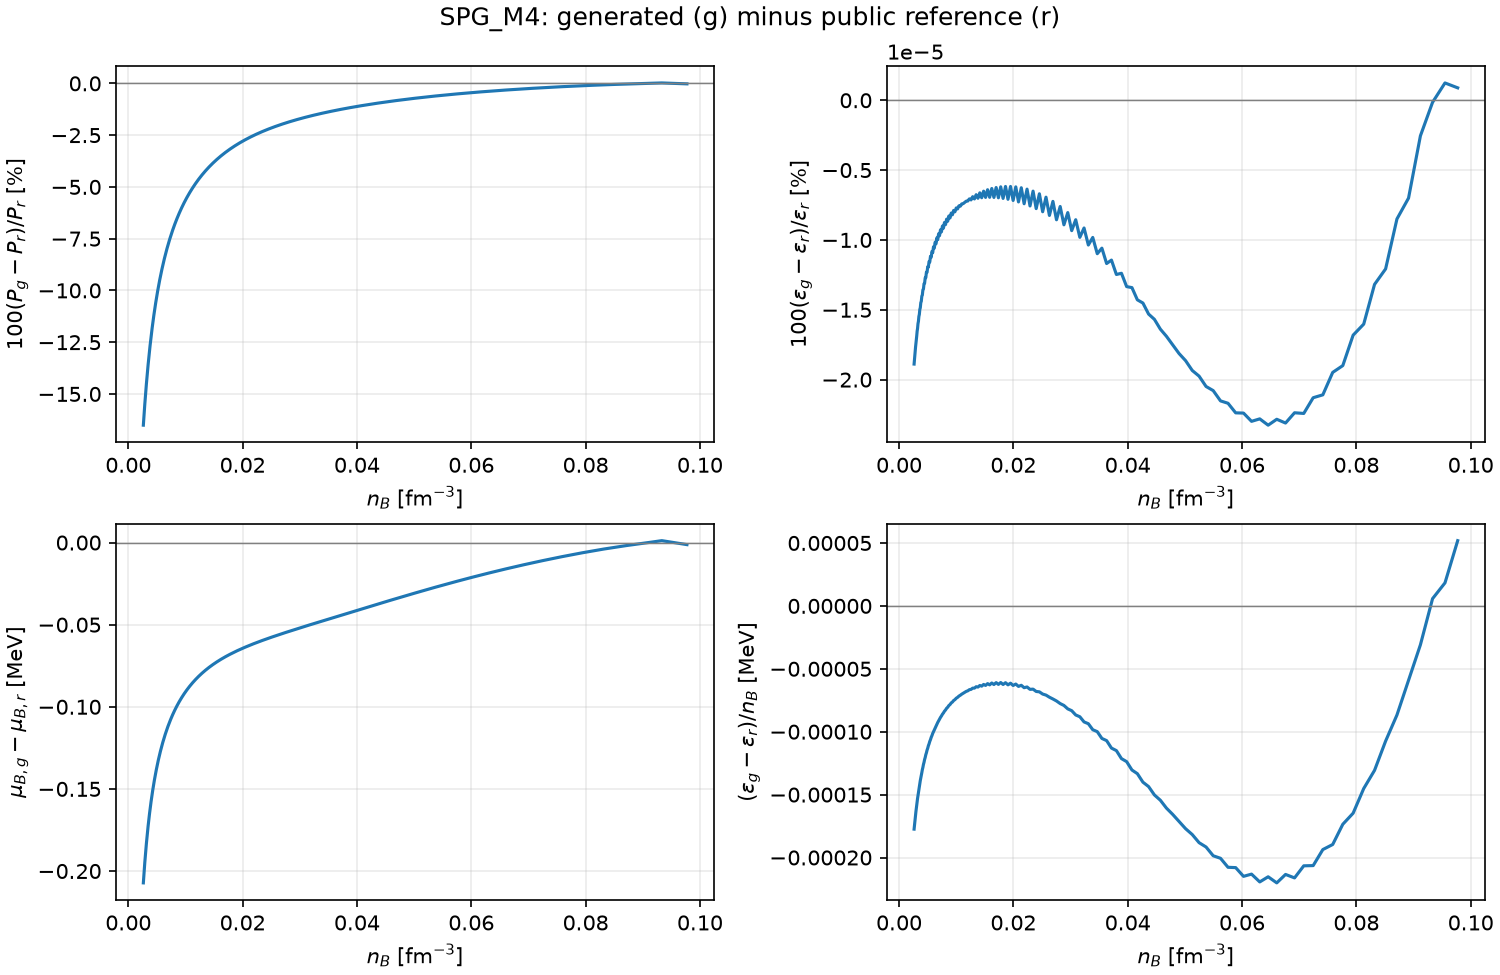 SPG_M4: generated (g) minus public reference (r)
100(P_g − P_r)/P_r [%]
0.0
−2.5
−5.0
−7.5
−10.0
−12.5
−15.0
0.00 0.02 0.04 0.06 0.08 0.10
n_B [fm⁻³]
1e−5
100(ε_g − ε_r)/ε_r [%]
0.0
−0.5
−1.0
−1.5
−2.0
0.00 0.02 0.04 0.06 0.08 0.10
n_B [fm⁻³]
μ_{B,g} − μ_{B,r} [MeV]
0.00
−0.05
−0.10
−0.15
−0.20
0.00 0.02 0.04 0.06 0.08 0.10
n_B [fm⁻³]
(ε_g − ε_r)/n_B [MeV]
0.00005
0.00000
−0.00005
−0.00010
−0.00015
−0.00020
0.00 0.02 0.04 0.06 0.08 0.10
n_B [fm⁻³]